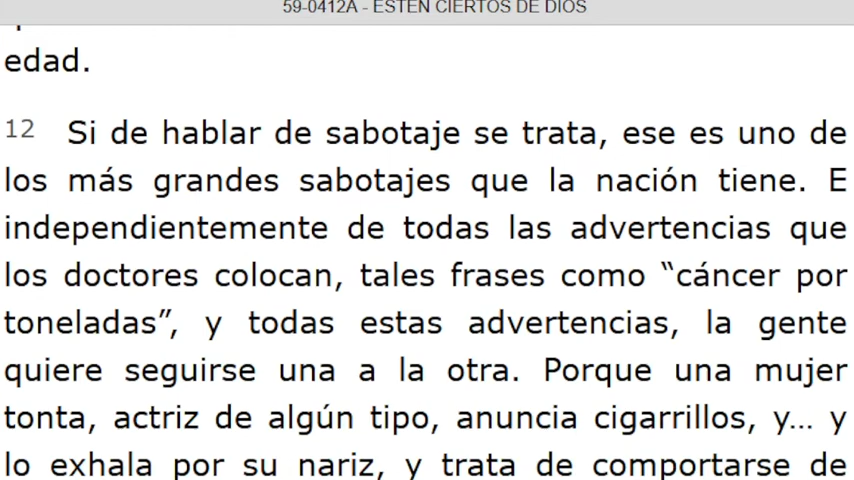 59-0412A - ESTEN CIERTOS DE DIOS
edad.
12 Si de hablar de sabotaje se trata, ese es uno de
los más grandes sabotajes que la nación tiene. E
independientemente de todas las advertencias que
los doctores colocan, tales frases como “cáncer por
toneladas”, y todas estas advertencias, la gente
quiere seguirse una a la otra. Porque una mujer
tonta, actriz de algún tipo, anuncia cigarrillos, y… y
lo exhala por su nariz, y trata de comportarse de